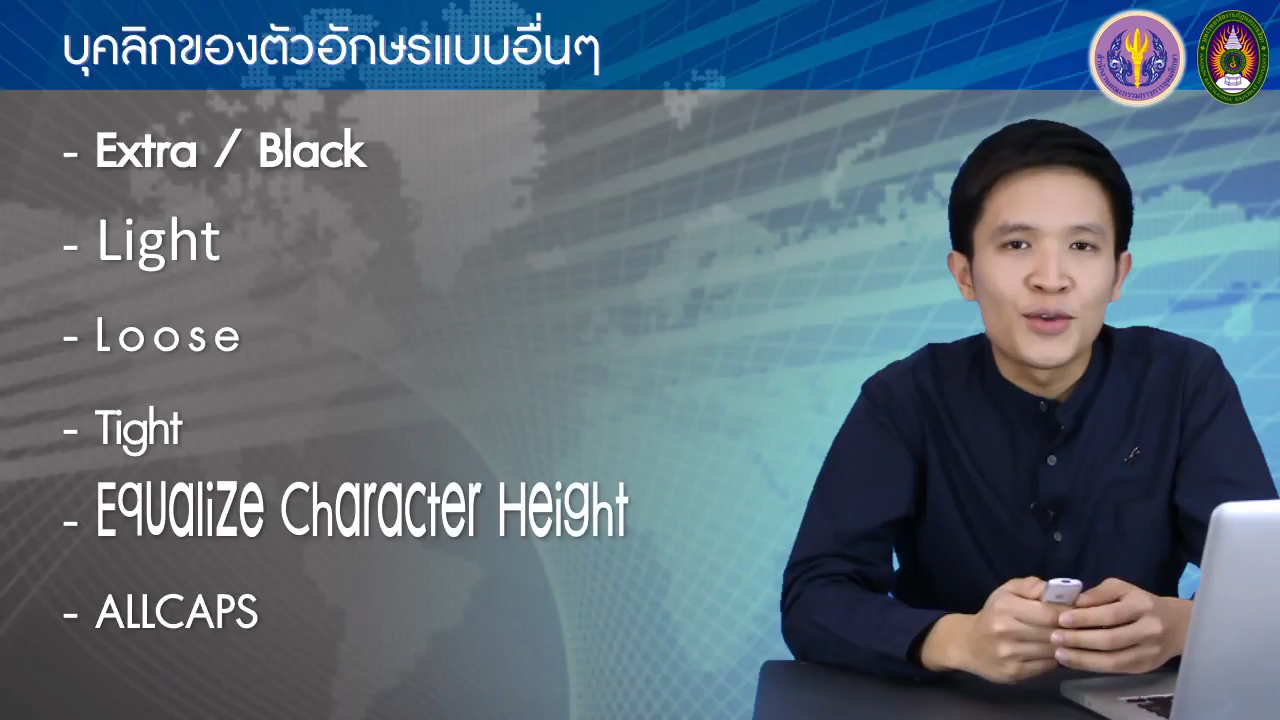 บุคลิกของตัวอักษรแบบอื่นๆ
- Extra / Black
- Light
- Loose
- Tight
- Equalize Character Height
- ALLCAPS